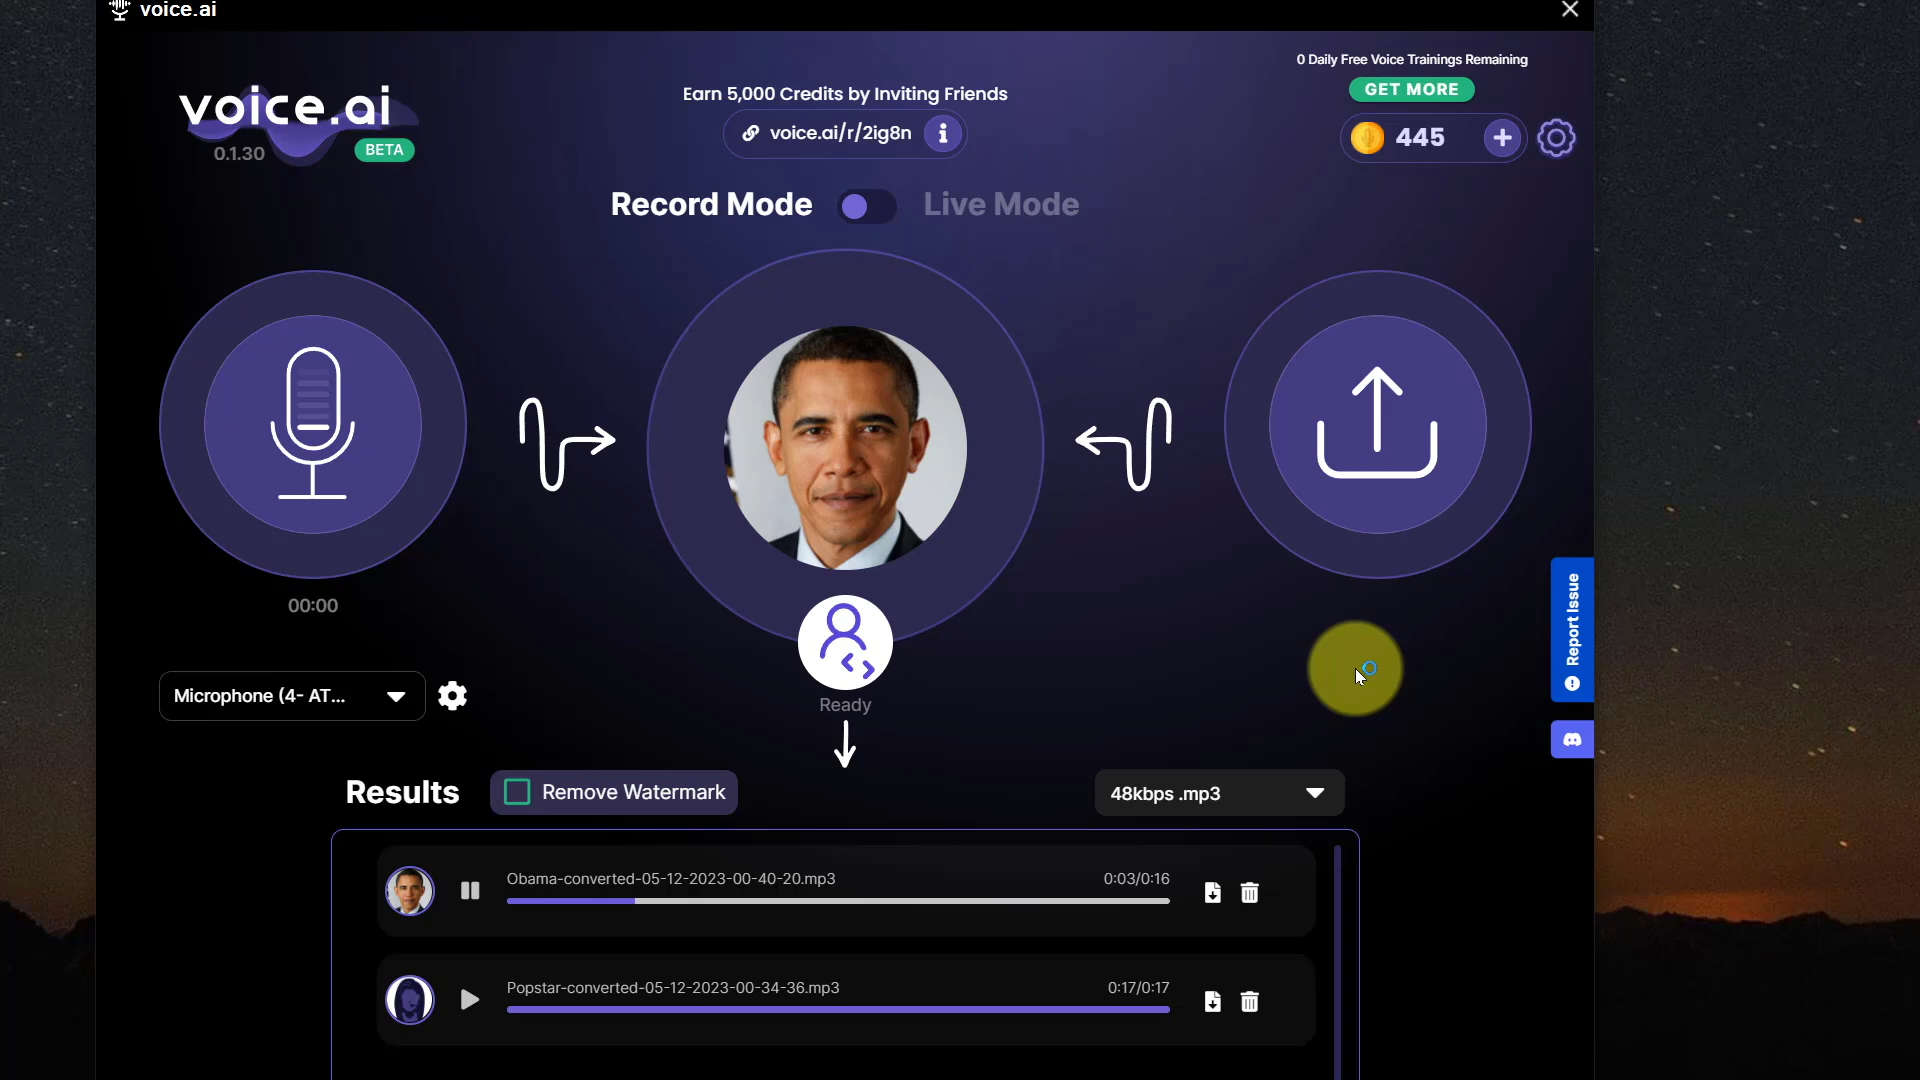 voice.ai
0 Daily Free Voice Trainings Remaining
GET MORE
voice.ai
0.1.30
BETA
Earn 5,000 Credits by Inviting Friends
voice.ai/r/2ig8n
445
Record Mode
Live Mode
00:00
Microphone (4- AT...
Ready
Report Issue
Results
Remove Watermark
48kbps .mp3
Obama-converted-05-12-2023-00-40-20.mp3
0:03/0:16
Popstar-converted-05-12-2023-00-34-36.mp3
0:17/0:17